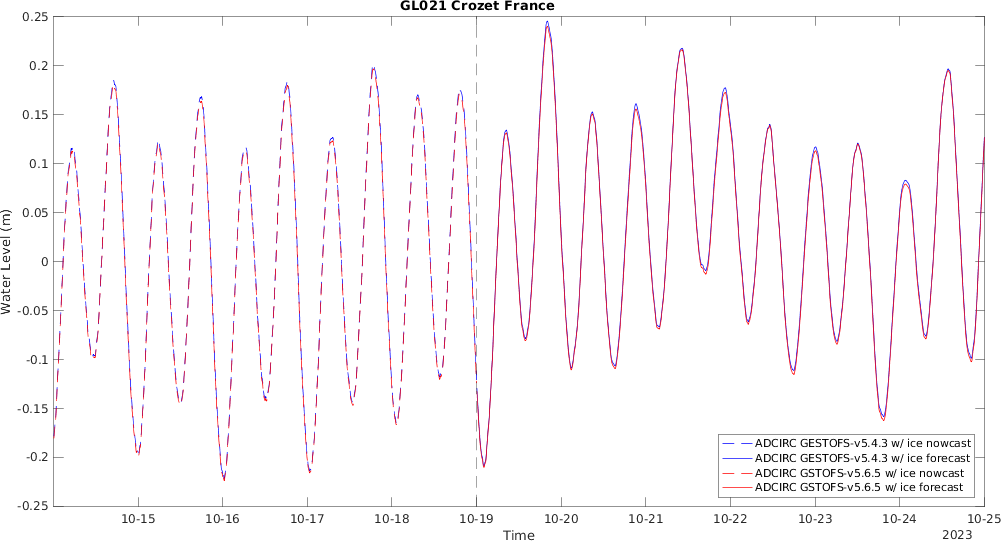 GL021 Crozet France
0.25
0.2
0.15
0.1
0.05
0
-0.05
-0.1
-0.15
-0.2
-0.25
Water Level (m)
ADCIRC GESTOFS-v5.4.3 w/ ice nowcast
ADCIRC GESTOFS-v5.4.3 w/ ice forecast
ADCIRC GSTOFS-v5.6.5 w/ ice nowcast
ADCIRC GSTOFS-v5.6.5 w/ ice forecast
10-15 10-16 10-17 10-18 10-19 10-20 10-21 10-22 10-23 10-24 10-25
Time
2023